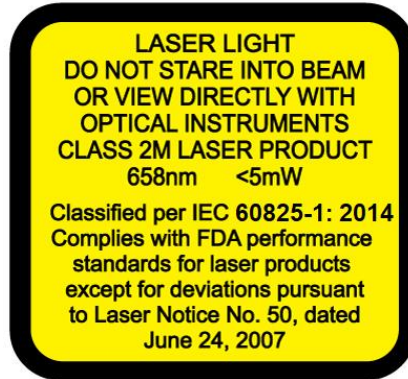 LASER LIGHT
DO NOT STARE INTO BEAM
OR VIEW DIRECTLY WITH
OPTICAL INSTRUMENTS
CLASS 2M LASER PRODUCT
658nm <5mW
Classified per IEC 60825-1: 2014
Complies with FDA performance
standards for laser products
except for deviations pursuant
to Laser Notice No. 50, dated
June 24, 2007